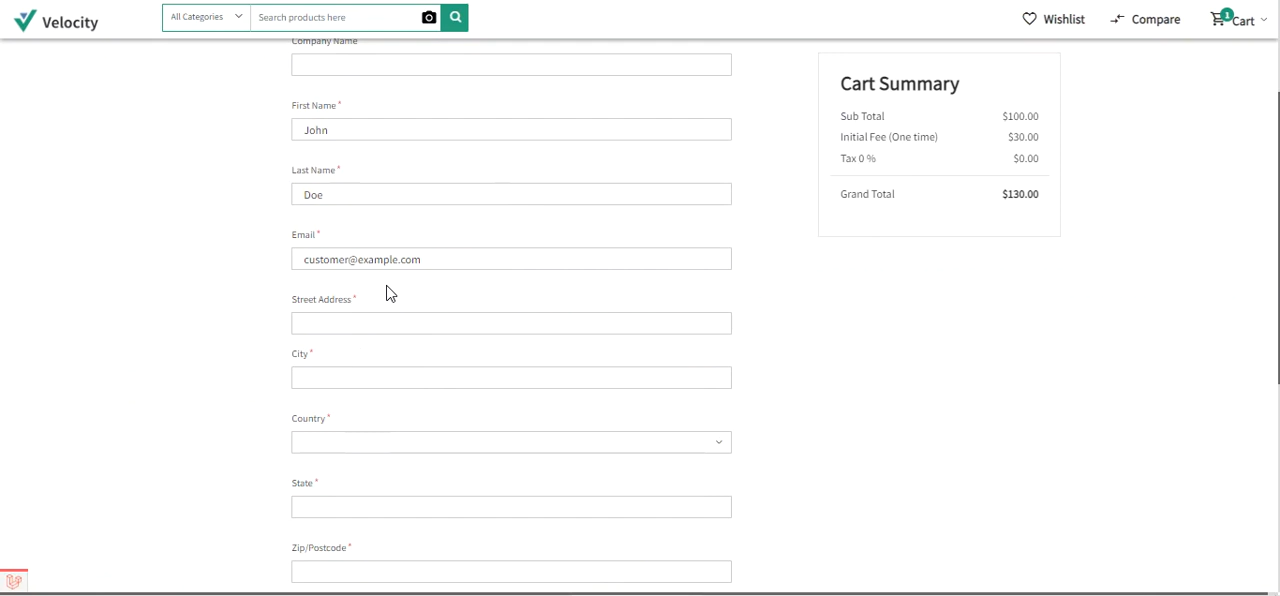 Velocity
All Categories
Search products here
Wishlist
Compare
1
Cart
Company Name
First Name *
John
Last Name *
Doe
Email *
customer@example.com
Street Address *
City *
Country *
State *
Zip/Postcode *
Cart Summary
Sub Total $100.00
Initial Fee (One time) $30.00
Tax 0 % $0.00
Grand Total $130.00